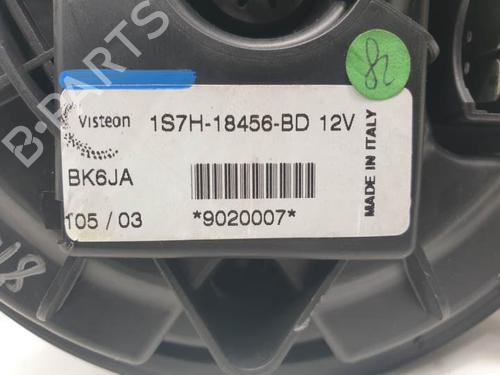 B-PARTS
82
Visteon 1S7H-18456-BD 12V
BK6JA
105 / 03 *9020007*
MADE IN ITALY